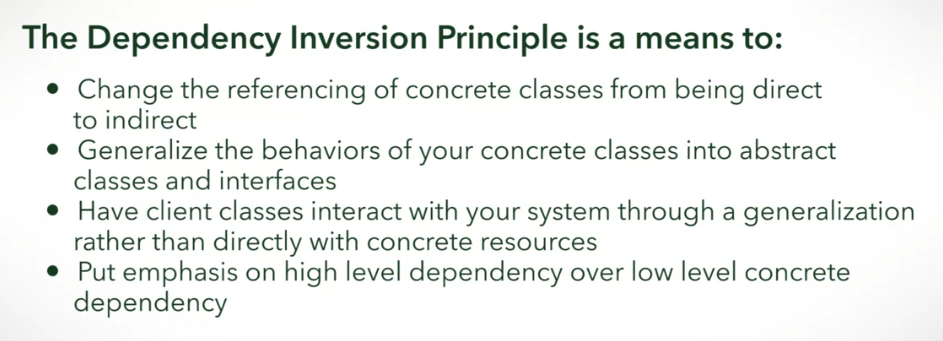 The Dependency Inversion Principle is a means to:
• Change the referencing of concrete classes from being direct
to indirect
• Generalize the behaviors of your concrete classes into abstract
classes and interfaces
• Have client classes interact with your system through a generalization
rather than directly with concrete resources
• Put emphasis on high level dependency over low level concrete
dependency